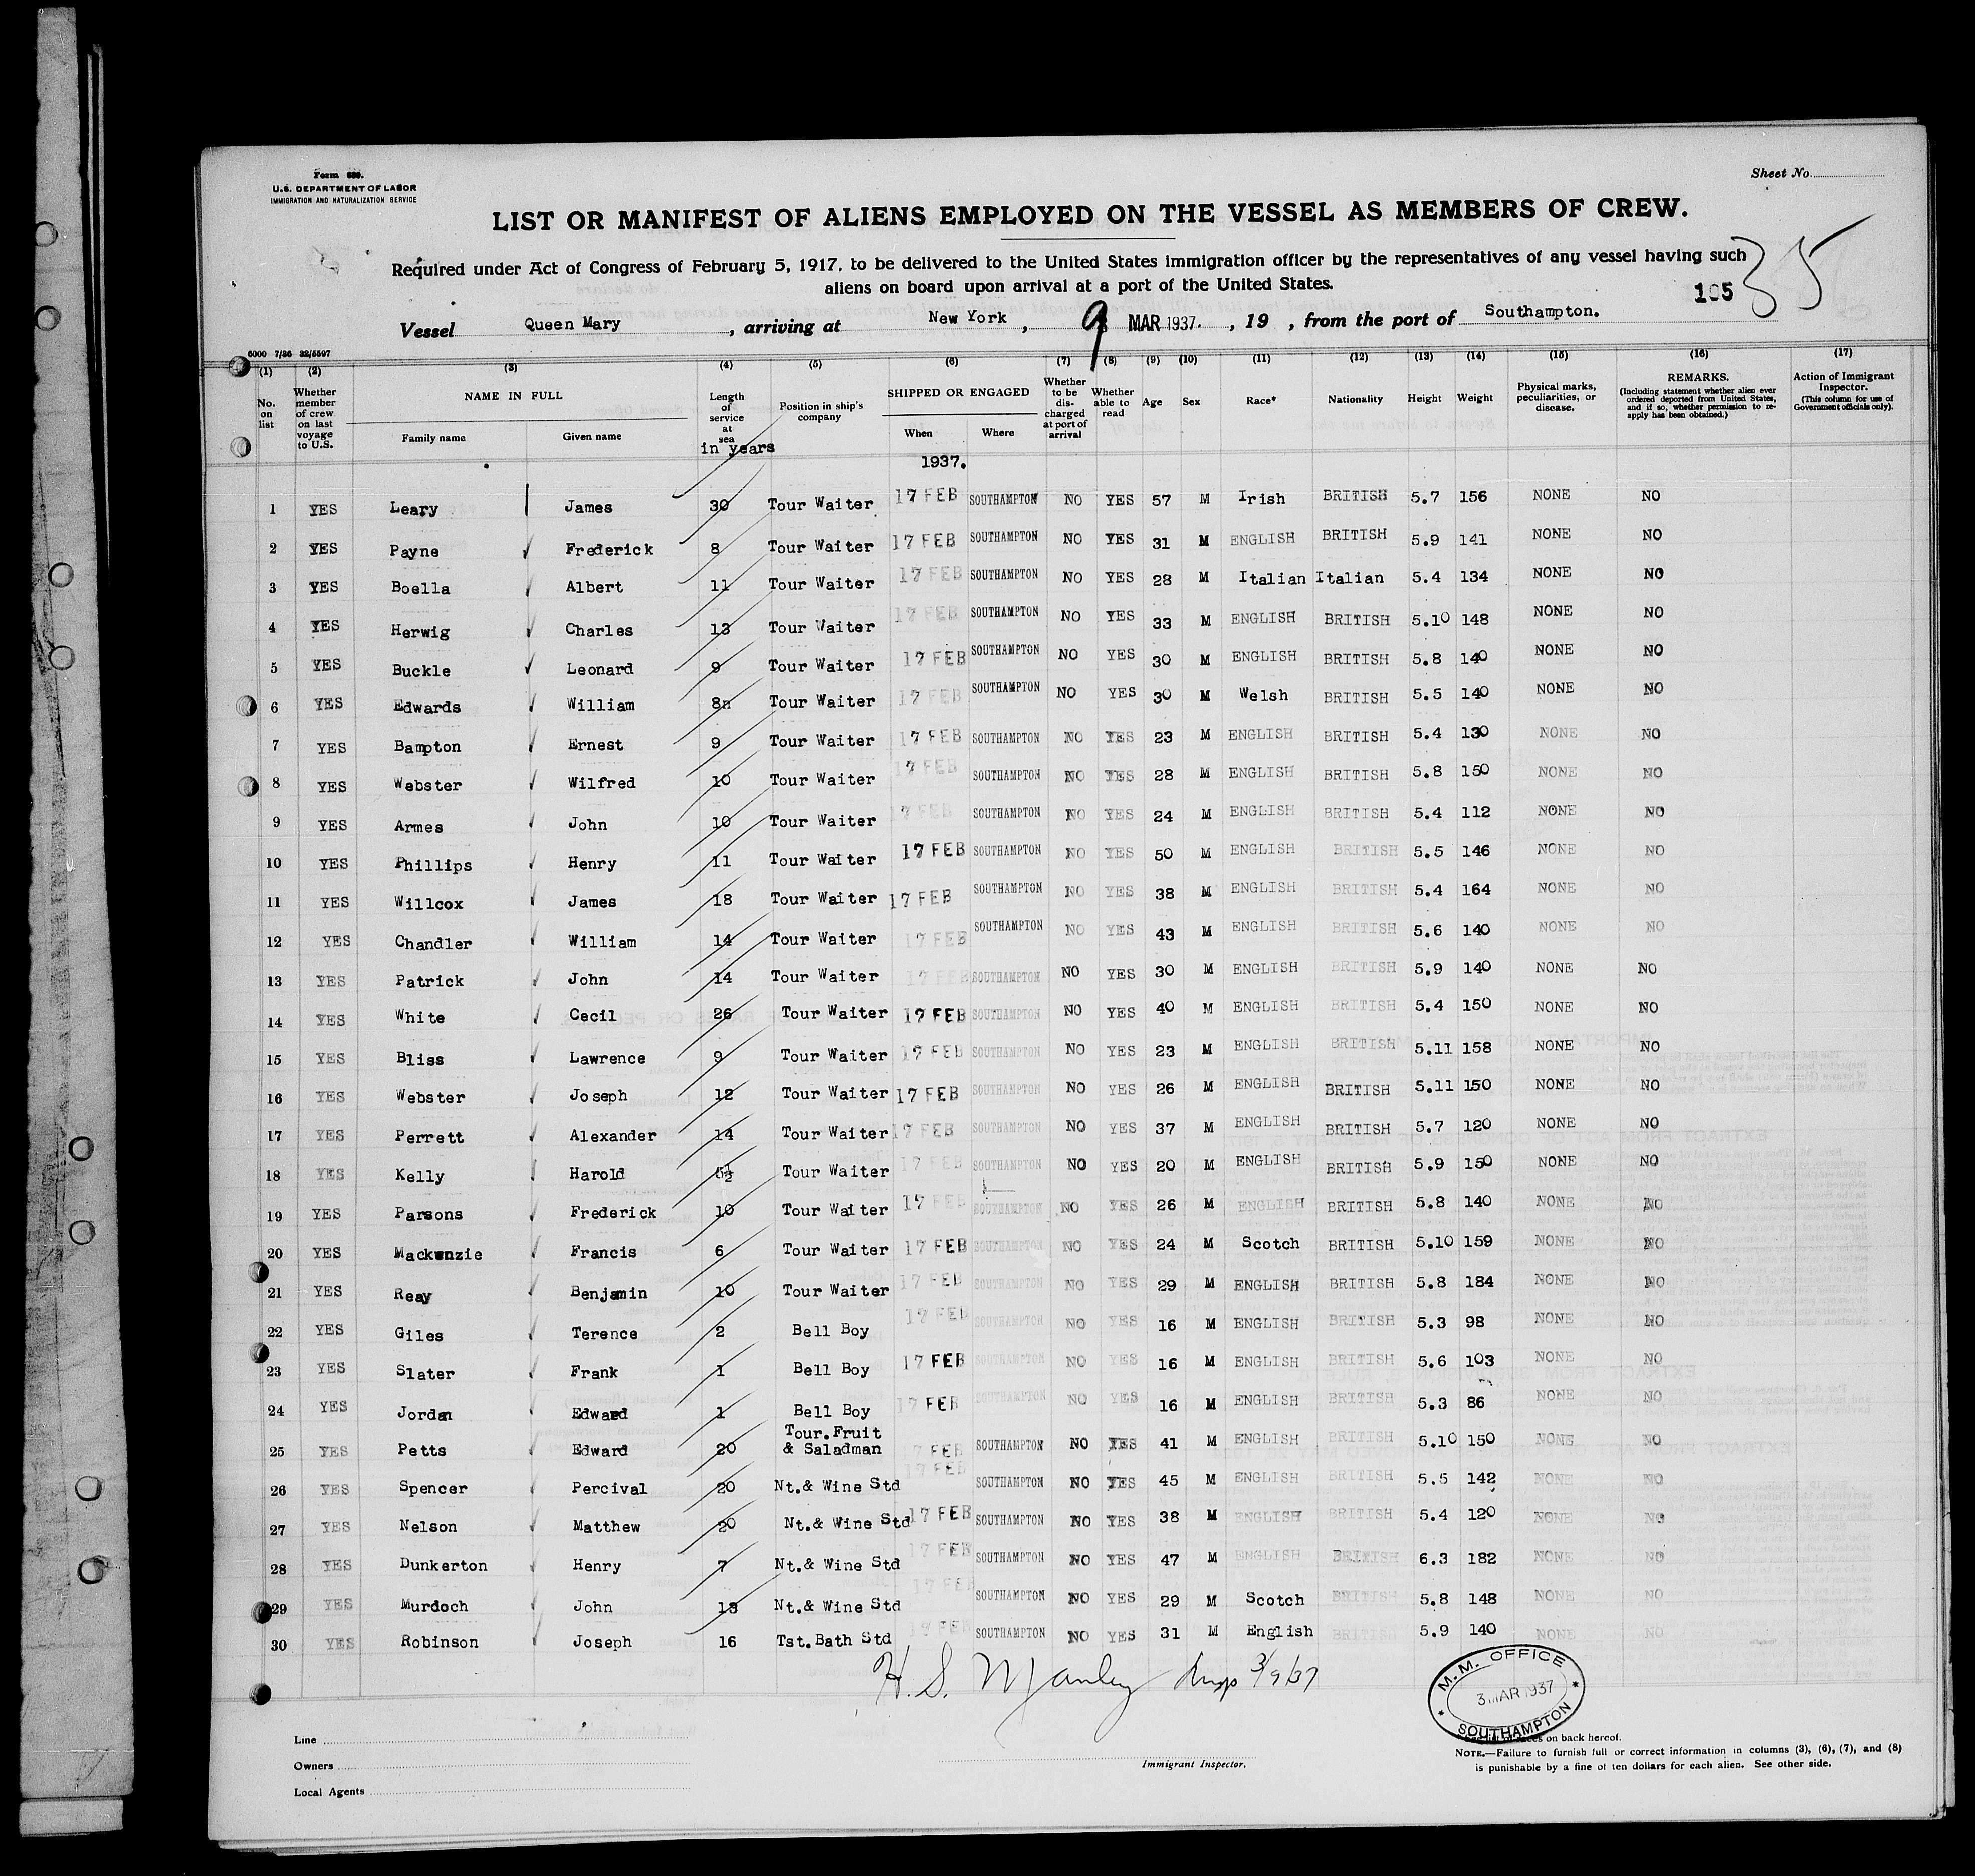 Form 680.
U.S. DEPARTMENT OF LABOR
IMMIGRATION AND NATURALIZATION SERVICE
Sheet No.
LIST OR MANIFEST OF ALIENS EMPLOYED ON THE VESSEL AS MEMBERS OF CREW.
35
Required under Act of Congress of February 5, 1917, to be delivered to the United States immigration officer by the representatives of any vessel having such
aliens on board upon arrival at a port of the United States.
Vessel Queen Mary, arriving at New York, 9 MAR 1937., 19 , from the port of Southampton.
6000 7/36 32/5597
(1) (2) (3) (4) (5) (6) (7) (8) (9) (10) (11) (12) (13) (14) (15) (16) (17)
No. on list
Whether member of crew on last voyage to U.S.
NAME IN FULL
Family name Given name
Length of service at sea
in years
Position in ship's company
SHIPPED OR ENGAGED
When Where
1937.
Whether to be discharged at port of arrival
Whether able to read
Age Sex Race* Nationality Height Weight
Physical marks, peculiarities, or disease.
REMARKS.
(Including statement whether alien ever ordered deported from United States, and if so, whether permission to reapply has been obtained.)
Action of Immigrant Inspector.
(This column for use of Government officials only).
1 YES Leary James 30 Tour Waiter 17 FEB SOUTHAMPTON NO YES 57 M Irish BRITISH 5.7 156 NONE NO
2 YES Payne Frederick 8 Tour Waiter 17 FEB SOUTHAMPTON NO YES 31 M ENGLISH BRITISH 5.9 141 NONE NO
3 YES Boella Albert 11 Tour Waiter 17 FEB SOUTHAMPTON NO YES 28 M Italian Italian 5.4 134 NONE NO
4 YES Herwig Charles 13 Tour Waiter 17 FEB SOUTHAMPTON NO YES 33 M ENGLISH BRITISH 5.10 148 NONE NO
5 YES Buckle Leonard 9 Tour Waiter 17 FEB SOUTHAMPTON NO YES 30 M ENGLISH BRITISH 5.8 140 NONE NO
6 YES Edwards William 8 Tour Waiter 17 FEB SOUTHAMPTON NO YES 30 M Welsh BRITISH 5.5 140 NONE NO
7 YES Bampton Ernest 9 Tour Waiter 17 FEB SOUTHAMPTON NO YES 23 M ENGLISH BRITISH 5.4 130 NONE NO
8 YES Webster Wilfred 10 Tour Waiter 17 FEB SOUTHAMPTON NO YES 28 M ENGLISH BRITISH 5.8 150 NONE NO
9 YES Armes John 10 Tour Waiter 17 FEB SOUTHAMPTON NO YES 24 M ENGLISH BRITISH 5.4 112 NONE NO
10 YES Phillips Henry 11 Tour Waiter 17 FEB SOUTHAMPTON NO YES 50 M ENGLISH BRITISH 5.5 146 NONE NO
11 YES Willcox James 18 Tour Waiter 17 FEB SOUTHAMPTON NO YES 38 M ENGLISH BRITISH 5.4 164 NONE NO
12 YES Chandler William 14 Tour Waiter 17 FEB SOUTHAMPTON NO YES 43 M ENGLISH BRITISH 5.6 140 NONE NO
13 YES Patrick John 14 Tour Waiter 17 FEB SOUTHAMPTON NO YES 30 M ENGLISH BRITISH 5.9 140 NONE NO
14 YES White Cecil 26 Tour Waiter 17 FEB SOUTHAMPTON NO YES 40 M ENGLISH BRITISH 5.4 150 NONE NO
15 YES Bliss Lawrence 9 Tour Waiter 17 FEB SOUTHAMPTON NO YES 23 M ENGLISH BRITISH 5.11 158 NONE NO
16 YES Webster Joseph 12 Tour Waiter 17 FEB SOUTHAMPTON NO YES 26 M ENGLISH BRITISH 5.11 150 NONE NO
17 YES Perrett Alexander 14 Tour Waiter 17 FEB SOUTHAMPTON NO YES 37 M ENGLISH BRITISH 5.7 120 NONE NO
18 YES Kelly Harold 5½ Tour Waiter 17 FEB SOUTHAMPTON NO YES 20 M ENGLISH BRITISH 5.9 150 NONE NO
19 YES Parsons Frederick 10 Tour Waiter 17 FEB SOUTHAMPTON NO YES 26 M ENGLISH BRITISH 5.8 140 NONE NO
20 YES Mackenzie Francis 6 Tour Waiter 17 FEB SOUTHAMPTON NO YES 24 M Scotch BRITISH 5.10 159 NONE NO
21 YES Reay Benjamin 10 Tour Waiter 17 FEB SOUTHAMPTON NO YES 29 M ENGLISH BRITISH 5.8 184 NONE NO
22 YES Giles Terence 2 Bell Boy 17 FEB SOUTHAMPTON NO YES 16 M ENGLISH BRITISH 5.3 98 NONE NO
23 YES Slater Frank 1 Bell Boy 17 FEB SOUTHAMPTON NO YES 16 M ENGLISH BRITISH 5.6 103 NONE NO
24 YES Jordan Edward 1 Bell Boy 17 FEB SOUTHAMPTON NO YES 16 M ENGLISH BRITISH 5.3 86 NONE NO
25 YES Petts Edward 20 Tour.Fruit & Saladman 17 FEB SOUTHAMPTON NO YES 41 M ENGLISH BRITISH 5.10 150 NONE NO
26 YES Spencer Percival 20 Nt.& Wine Std 17 FEB SOUTHAMPTON NO YES 45 M ENGLISH BRITISH 5.5 142 NONE NO
27 YES Nelson Matthew 20 Nt.& Wine Std 17 FEB SOUTHAMPTON NO YES 38 M ENGLISH BRITISH 5.4 120 NONE NO
28 YES Dunkerton Henry 7 Nt.& Wine Std 17 FEB SOUTHAMPTON NO YES 47 M ENGLISH BRITISH 6.3 182 NONE NO
29 YES Murdoch John 13 Nt.& Wine Std 17 FEB SOUTHAMPTON NO YES 29 M Scotch BRITISH 5.8 148 NONE NO
30 YES Robinson Joseph 16 Tst.Bath Std 17 FEB SOUTHAMPTON NO YES 31 M English BRITISH 5.9 140 NONE NO
H. S. Manley Insp 3/9/37
M.M. OFFICE
3 MAR 1937
SOUTHAMPTON
Line
Owners
Local Agents
Immigrant Inspector.
on back hereof.
NOTE.—Failure to furnish full or correct information in columns (3), (6), (7), and (8)
is punishable by a fine of ten dollars for each alien. See other side.